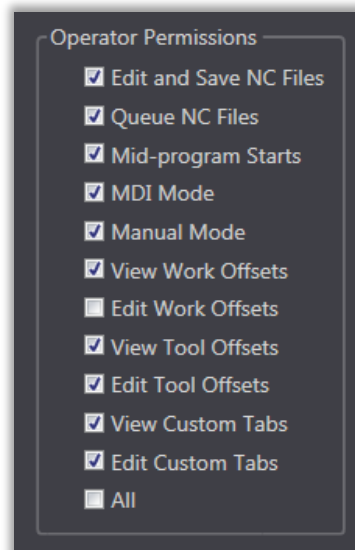 Operator Permissions
Edit and Save NC Files
Queue NC Files
Mid-program Starts
MDI Mode
Manual Mode
View Work Offsets
Edit Work Offsets
View Tool Offsets
Edit Tool Offsets
View Custom Tabs
Edit Custom Tabs
All